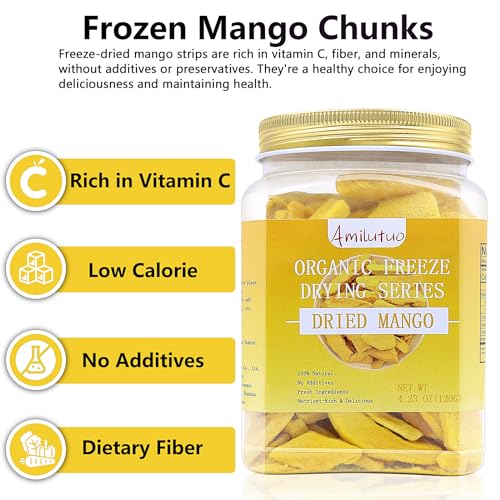 Frozen Mango Chunks
Freeze-dried mango strips are rich in vitamin C, fiber, and minerals,
without additives or preservatives. They're a healthy choice for enjoying
deliciousness and maintaining health.
C
Rich in Vitamin C
Low Calorie
No Additives
Dietary Fiber
Amilutuo
ORGANIC FREEZE
DRYING SERTES
DRIED MANGO
100% Natural
No Additives
Fresh Ingredients
Nutrient-Rich & Delicious
NET WT
4.23 OZ(120G)